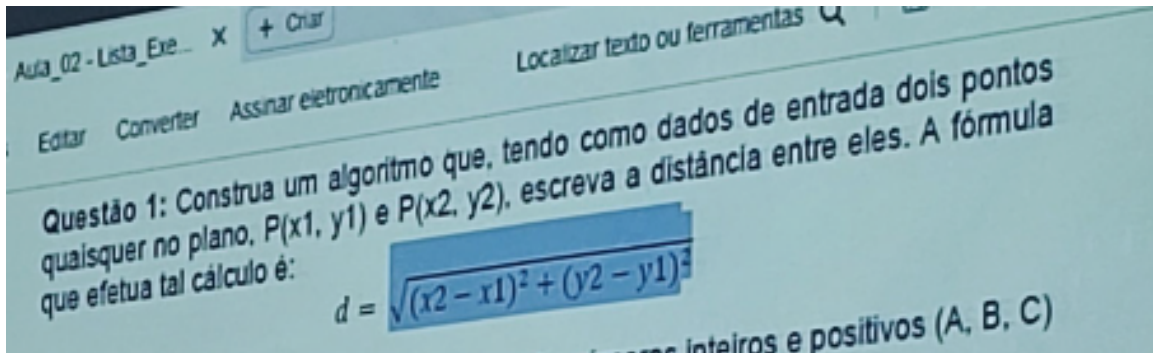 Aula_02 - Lista_Exe... X + Criar
Editar Converter Assinar eletronicamente Localizar texto ou ferramentas
Questão 1: Construa um algoritmo que, tendo como dados de entrada dois pontos
quaisquer no plano, P(x1, y1) e P(x2, y2), escreva a distância entre eles. A fórmula
que efetua tal cálculo é:
d = √(x2 − x1)² + (y2 − y1)²
inteiros e positivos (A, B, C)